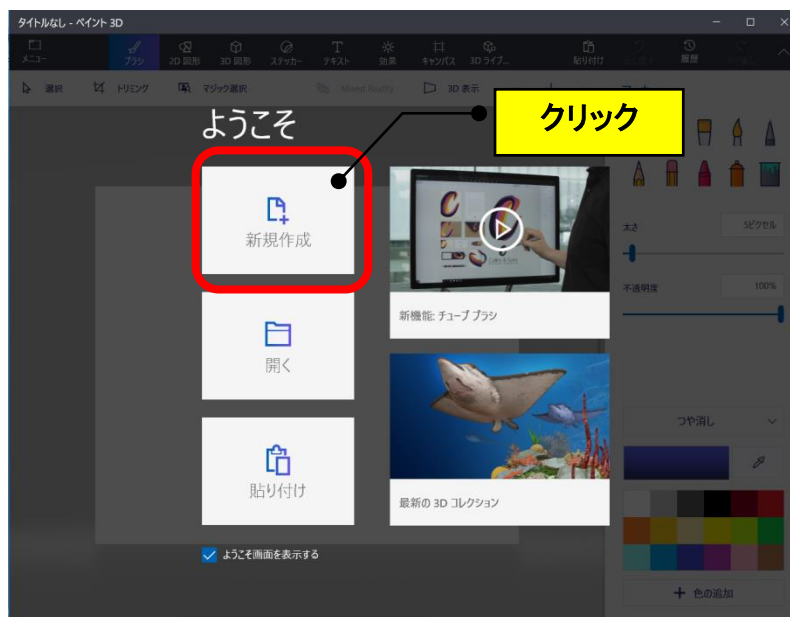 タイトルなし - ペイント 3D
メニュー
ブラシ
2D 図形
3D 図形
ステッカー
テキスト
効果
キャンバス
3D ライブ...
貼り付け
履歴
選択
トリミング
マジック選択
Mixed Reality
3D 表示
ようこそ
クリック
新規作成
開く
貼り付け
新機能: チューブ ブラシ
最新の 3D コレクション
ようこそ画面を表示する
太さ
5ピクセル
不透明度
100%
つや消し
色の追加